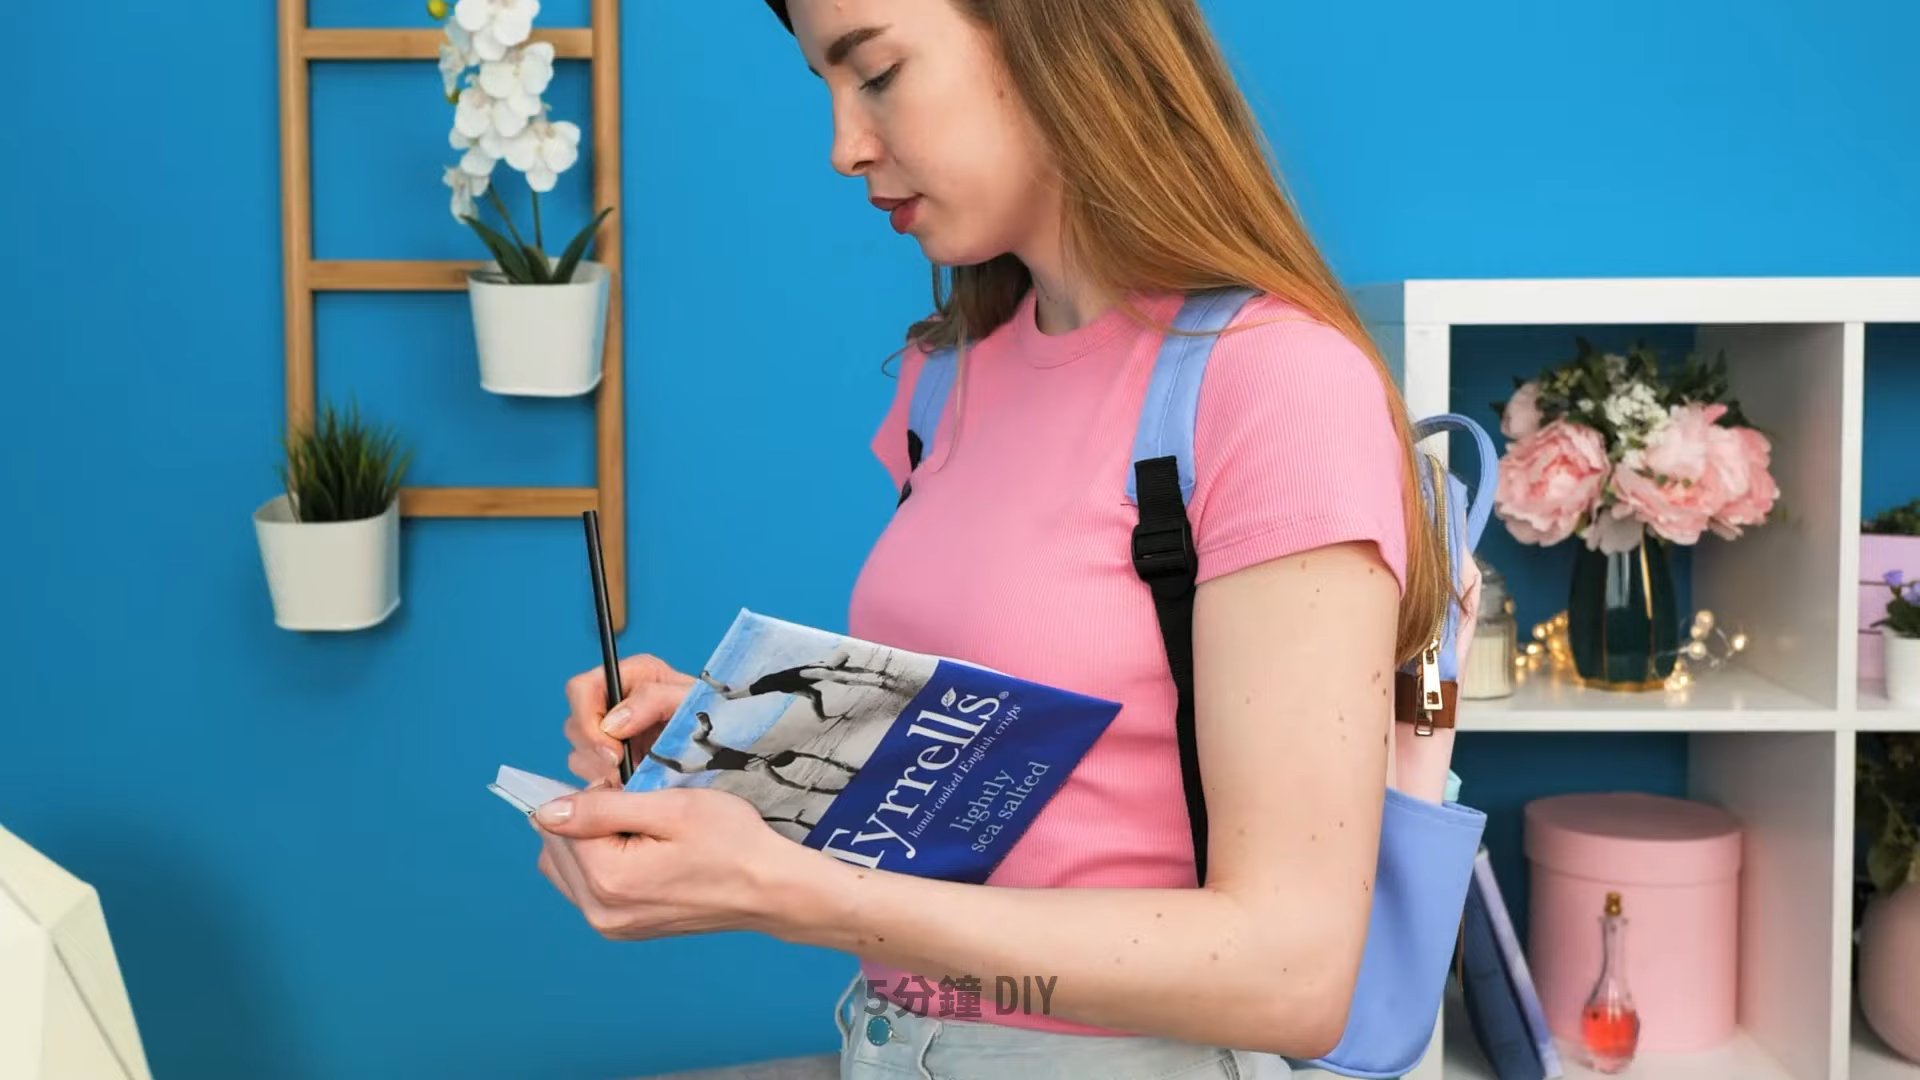 Tyrrells®
hand-cooked English crisps
lightly
sea salted
5分鐘 DIY